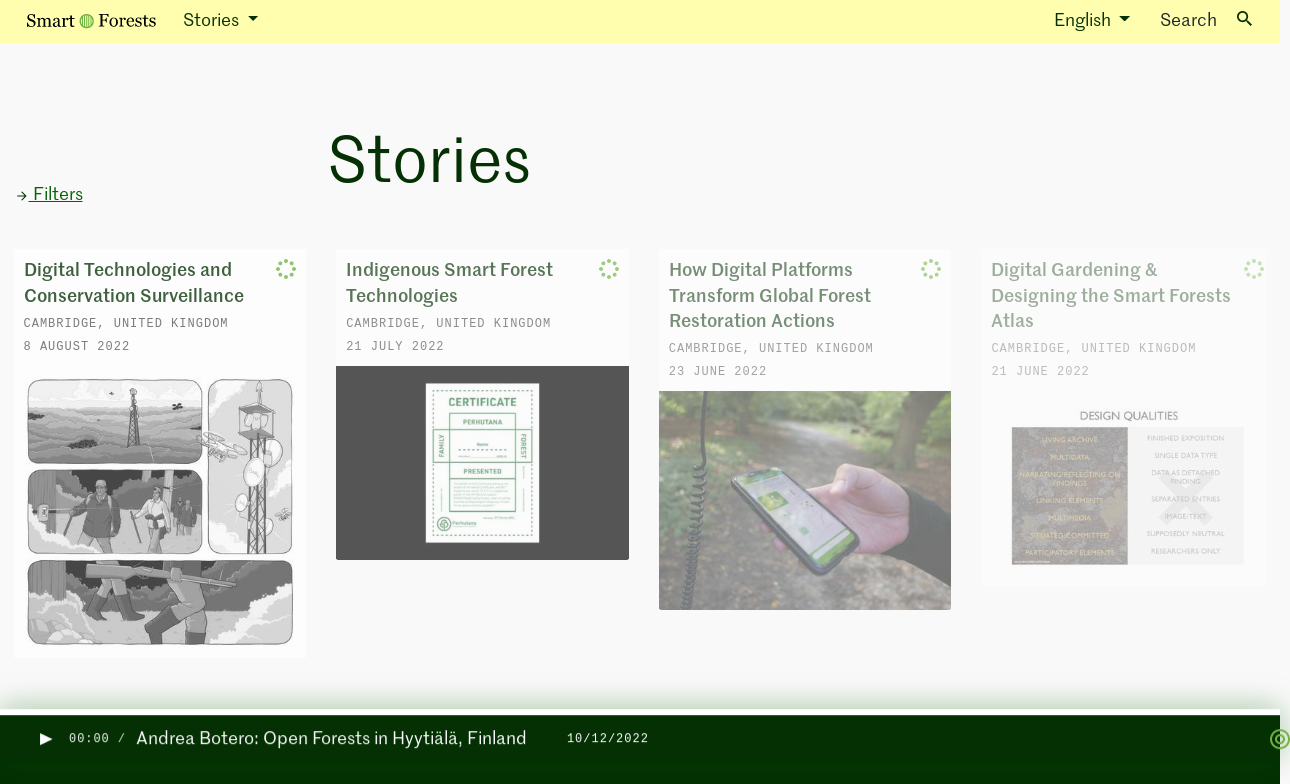 Smart Forests
Stories
English
Search
Stories
Filters
Digital Technologies and
Conservation Surveillance
CAMBRIDGE, UNITED KINGDOM
8 AUGUST 2022
Indigenous Smart Forest
Technologies
CAMBRIDGE, UNITED KINGDOM
21 JULY 2022
CERTIFICATE
PERHUTANA
FAMILY
Name
FOREST
PRESENTED
Perhutana
How Digital Platforms
Transform Global Forest
Restoration Actions
CAMBRIDGE, UNITED KINGDOM
23 JUNE 2022
Digital Gardening &
Designing the Smart Forests
Atlas
CAMBRIDGE, UNITED KINGDOM
21 JUNE 2022
DESIGN QUALITIES
LIVING ARCHIVE
MULTIDATA
NARRATING/REFLECTING ON
FINDINGS
LINKING ELEMENTS
MULTIMEDIA
SITUATED/COMMITTED
PARTICIPATORY ELEMENTS
FINISHED EXPOSITION
SINGLE DATA TYPE
DATA AS DETACHED
FINDING
SEPARATED ENTRIES
IMAGE/TEXT
SUPPOSEDLY NEUTRAL
RESEARCHERS ONLY
00:00 /
Andrea Botero: Open Forests in Hyytiälä, Finland
10/12/2022